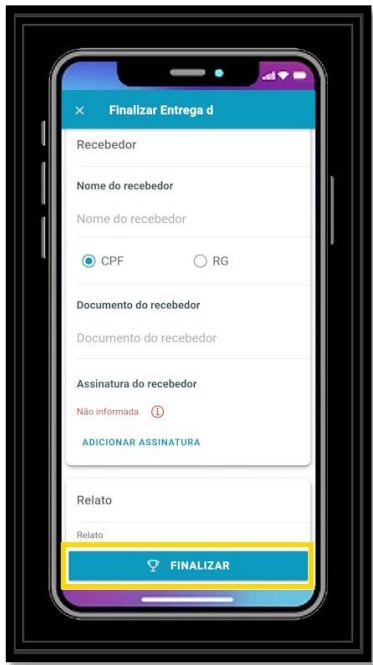 Finalizar Entrega d
Recebedor
Nome do recebedor
Nome do recebedor
CPF RG
Documento do recebedor
Documento do recebedor
Assinatura do recebedor
Não informada
ADICIONAR ASSINATURA
Relato
Relato
FINALIZAR